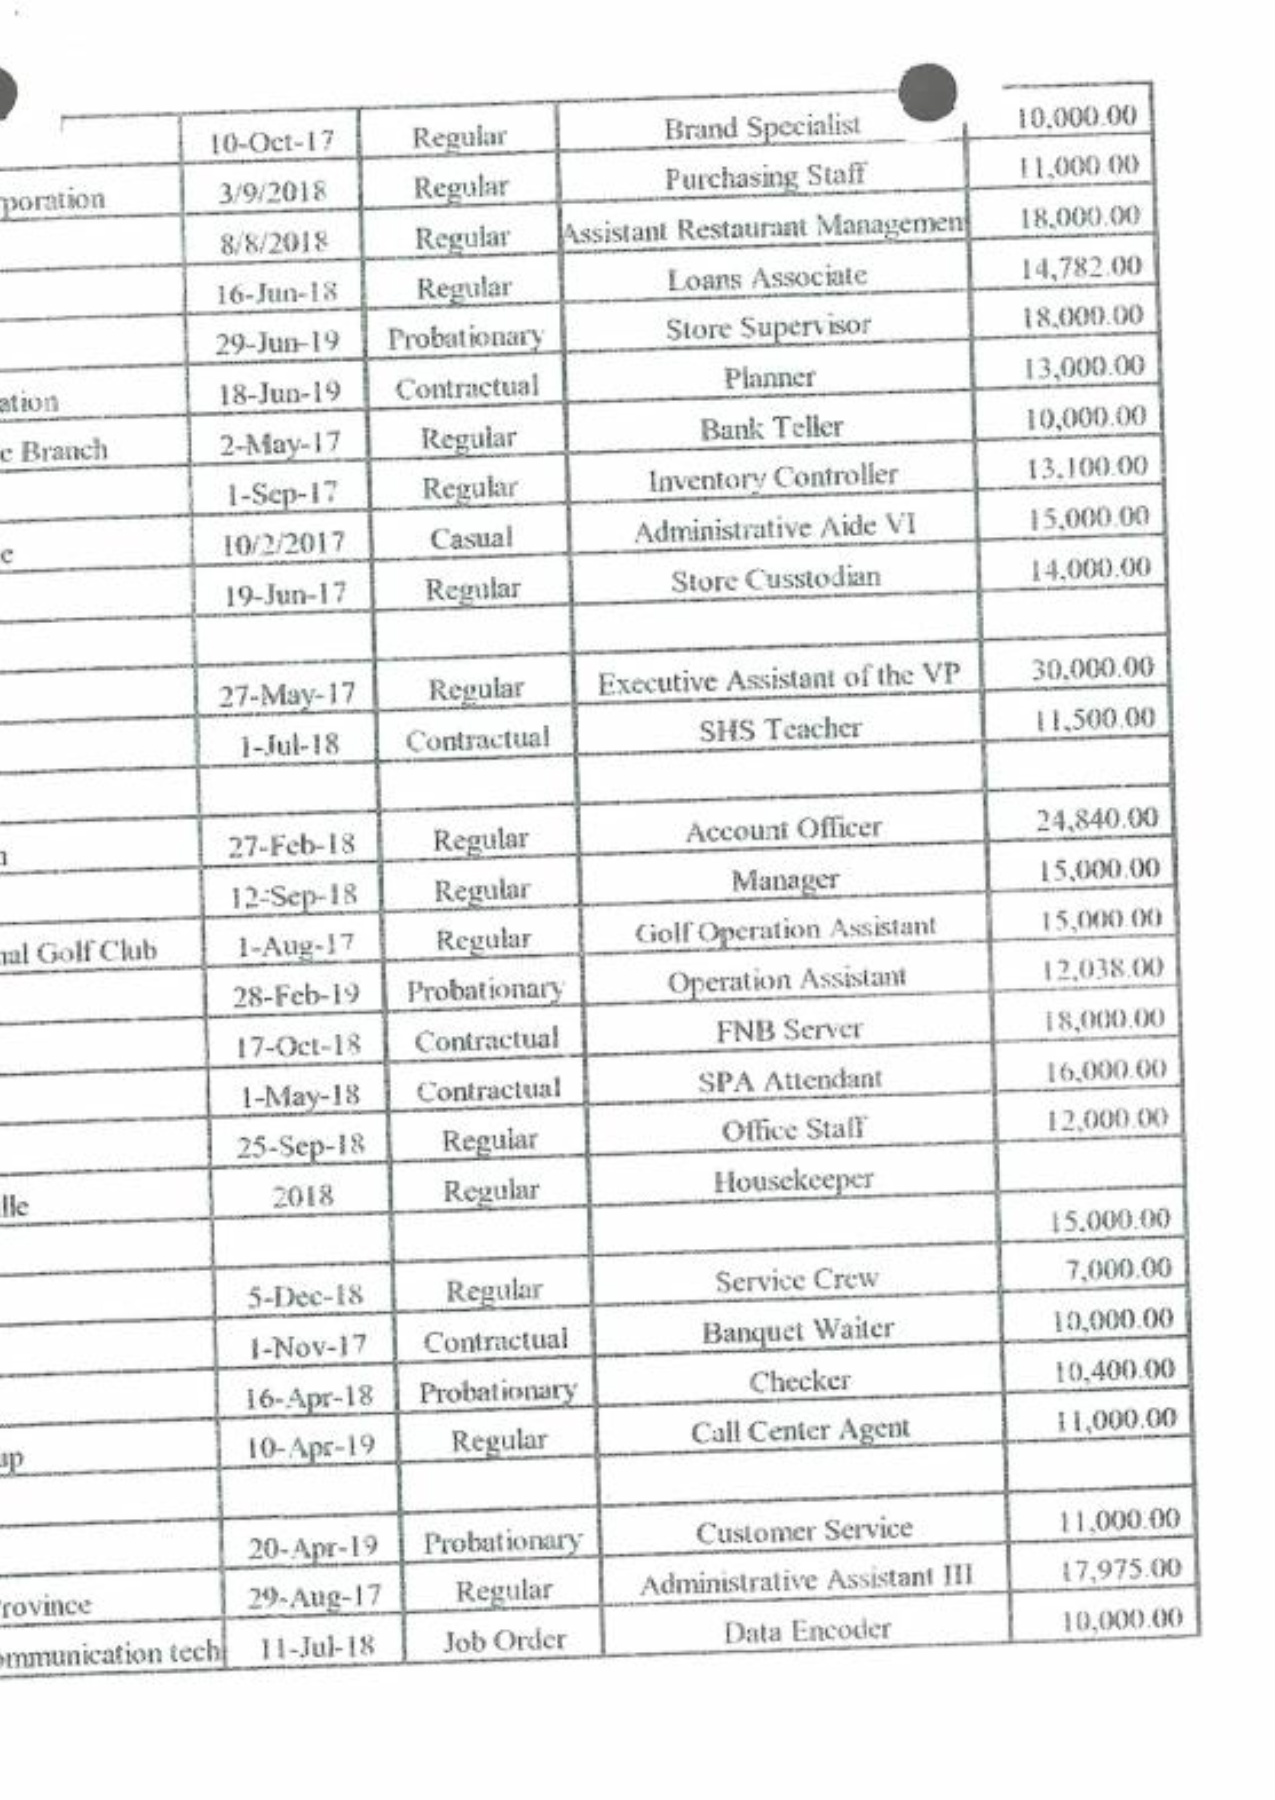 10-Oct-17 Regular Brand Specialist 10,000.00
poration 3/9/2018 Regular Purchasing Staff 11,000.00
8/8/2018 Regular Assistant Restaurant Managemen 18,000.00
16-Jun-18 Regular Loans Associate 14,782.00
29-Jun-19 Probationary Store Supervisor 18,000.00
ation 18-Jun-19 Contractual Planner 13,000.00
c Branch 2-May-17 Regular Bank Teller 10,000.00
1-Sep-17 Regular Inventory Controller 13,100.00
e 10/2/2017 Casual Administrative Aide VI 15,000.00
19-Jun-17 Regular Store Cusstodian 14,000.00
27-May-17 Regular Executive Assistant of the VP 30,000.00
1-Jul-18 Contractual SHS Teacher 11,500.00
27-Feb-18 Regular Account Officer 24,840.00
12-Sep-18 Regular Manager 15,000.00
nal Golf Club 1-Aug-17 Regular Golf Operation Assistant 15,000.00
28-Feb-19 Probationary Operation Assistant 12,038.00
17-Oct-18 Contractual FNB Server 18,000.00
1-May-18 Contractual SPA Attendant 16,000.00
25-Sep-18 Regular Office Staff 12,000.00
lle 2018 Regular Housekeeper
15,000.00
5-Dec-18 Regular Service Crew 7,000.00
1-Nov-17 Contractual Banquet Waiter 10,000.00
16-Apr-18 Probationary Checker 10,400.00
up 10-Apr-19 Regular Call Center Agent 11,000.00
20-Apr-19 Probationary Customer Service 11,000.00
rovince 29-Aug-17 Regular Administrative Assistant III 17,975.00
ommunication tech 11-Jul-18 Job Order Data Encoder 10,000.00